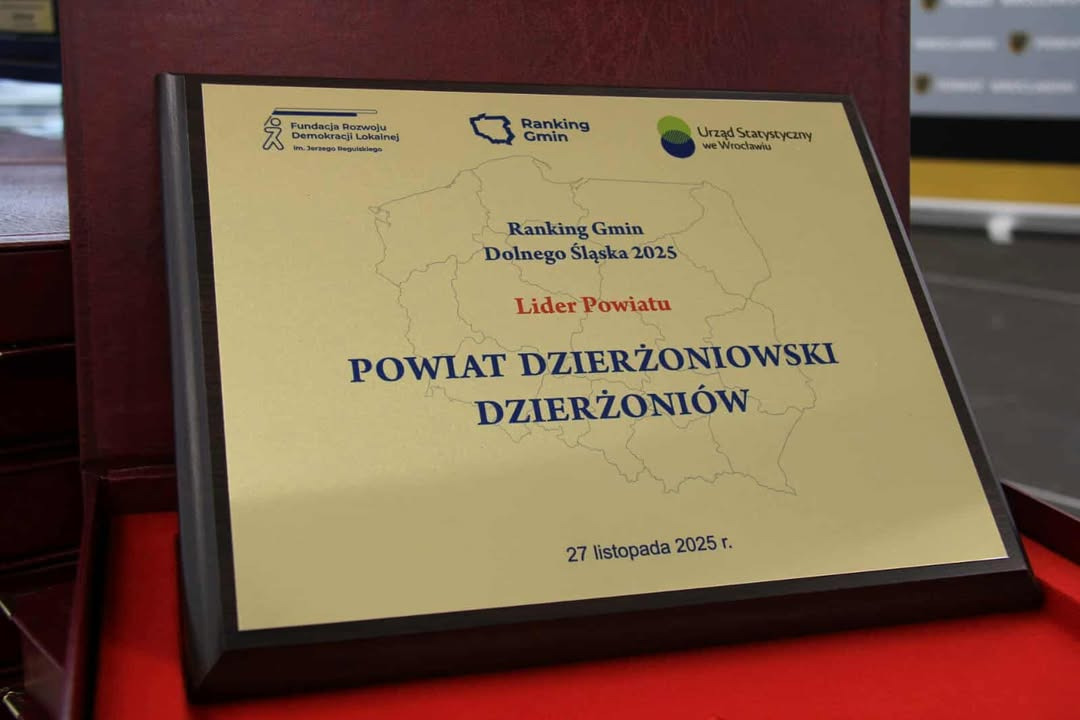 Fundacja Rozwoju
Demokracji Lokalnej
im. Jerzego Regulskiego
Ranking
Gmin
Urząd Statystyczny
we Wrocławiu
Ranking Gmin
Dolnego Śląska 2025
Lider Powiatu
POWIAT DZIERŻONIOWSKI
DZIERŻONIÓW
27 listopada 2025 r.